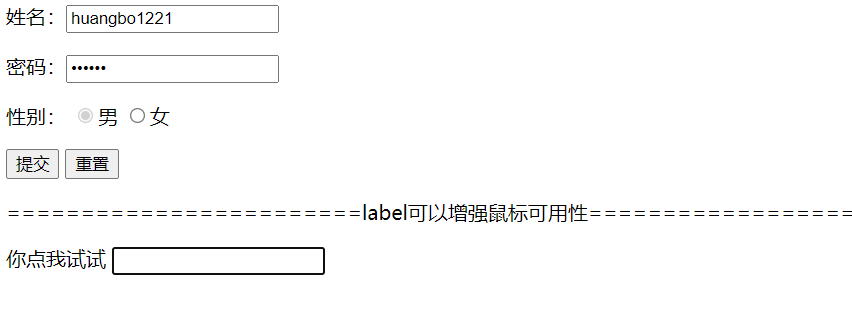 姓名：huangbo1221
密码：••••••
性别： 男 女
提交 重置
========================label可以增强鼠标可用性==================
你点我试试